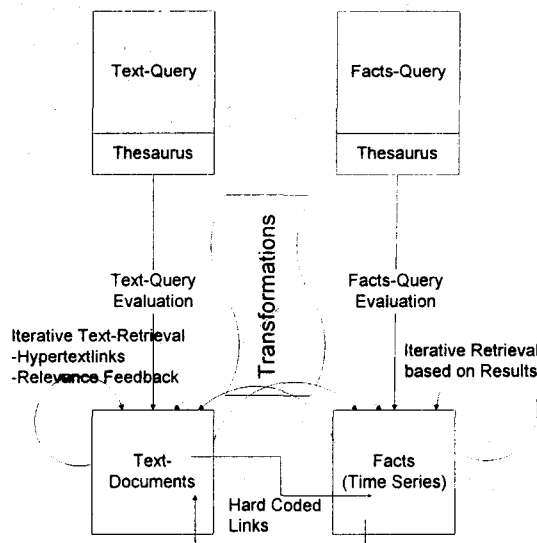 Text-Query
Facts-Query
Thesaurus
Thesaurus
Transformations
Text-Query
Evaluation
Facts-Query
Evaluation
Iterative Text-Retrieval
-Hypertextlinks
-Relevance Feedback
Iterative Retrieval
based on Results
Text-
Documents
Facts
(Time Series)
Hard Coded
Links